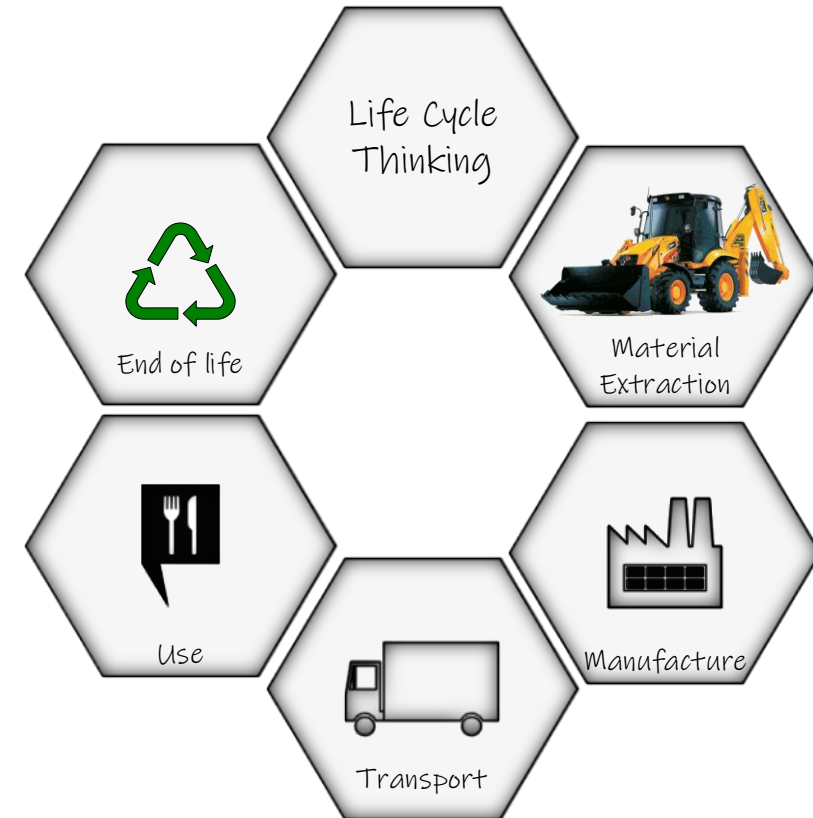 Life Cycle
Thinking
Material
Extraction
Manufacture
Transport
Use
End of life